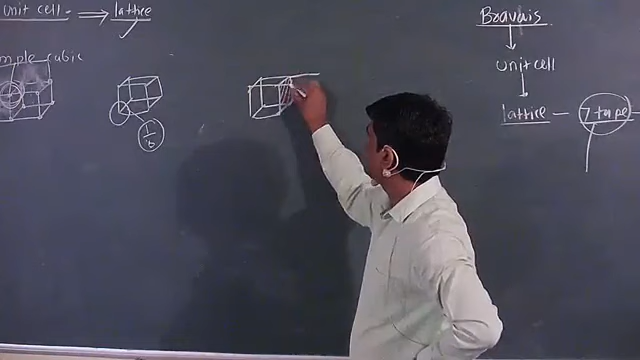 unit cell. ⇒ lattice
mple cubic
1/8
Bravais
↓
unit cell
↓
lattice — 7 type